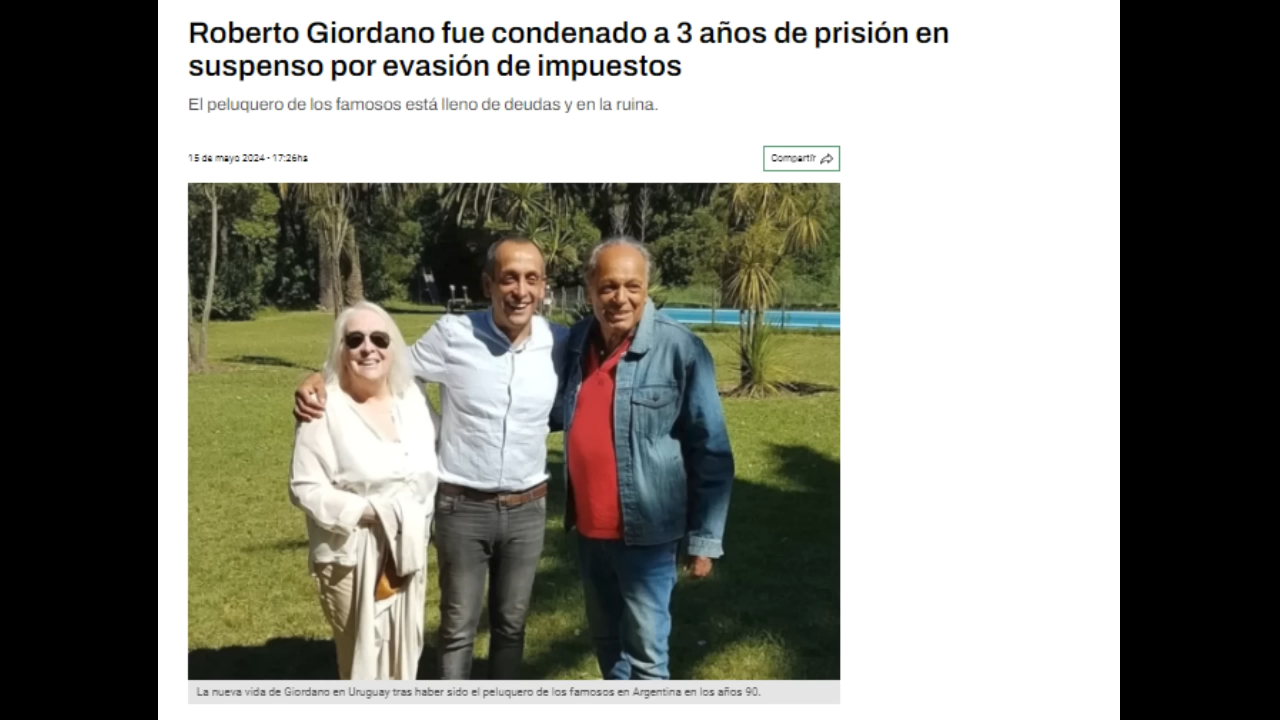 Roberto Giordano fue condenado a 3 años de prisión en
suspenso por evasión de impuestos
El peluquero de los famosos está lleno de deudas y en la ruina.
15 de mayo 2024 - 17:26hs
Compartir
La nueva vida de Giordano en Uruguay tras haber sido el peluquero de los famosos en Argentina en los años 90.